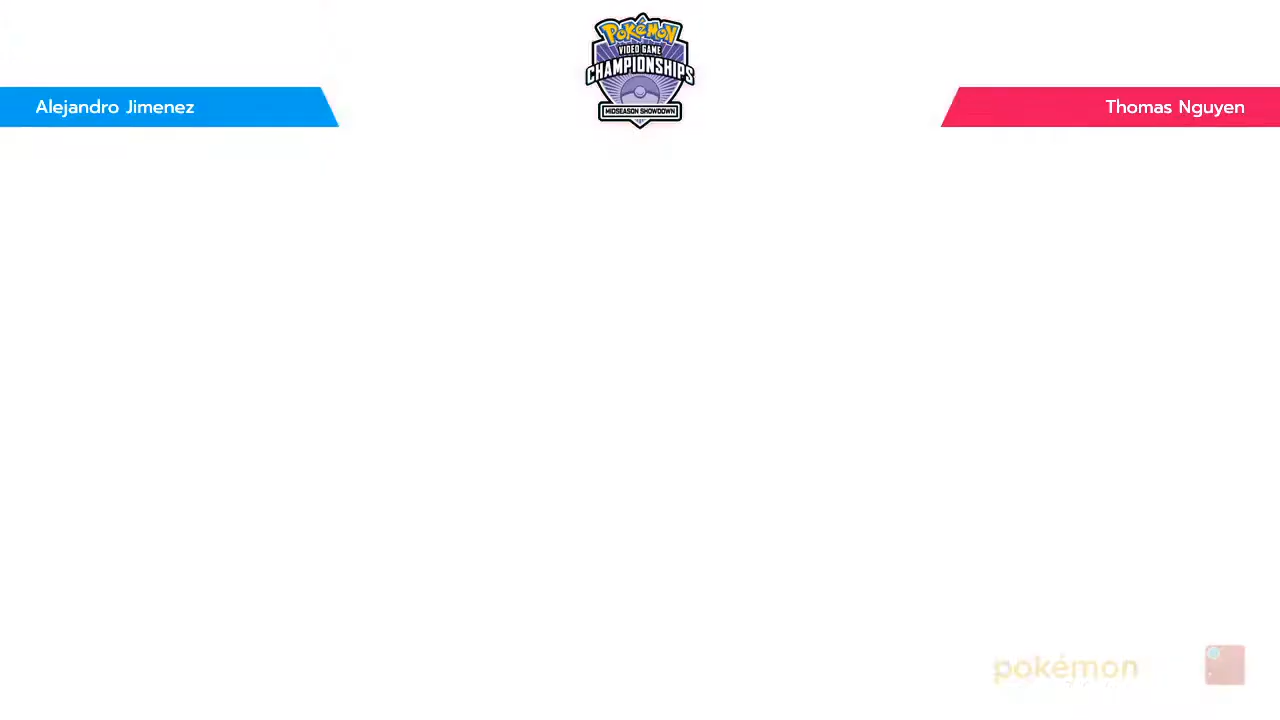 Pokémon
VIDEO GAME
CHAMPIONSHIPS
MIDSEASON SHOWDOWN
Alejandro Jimenez
Thomas Nguyen
pokémon